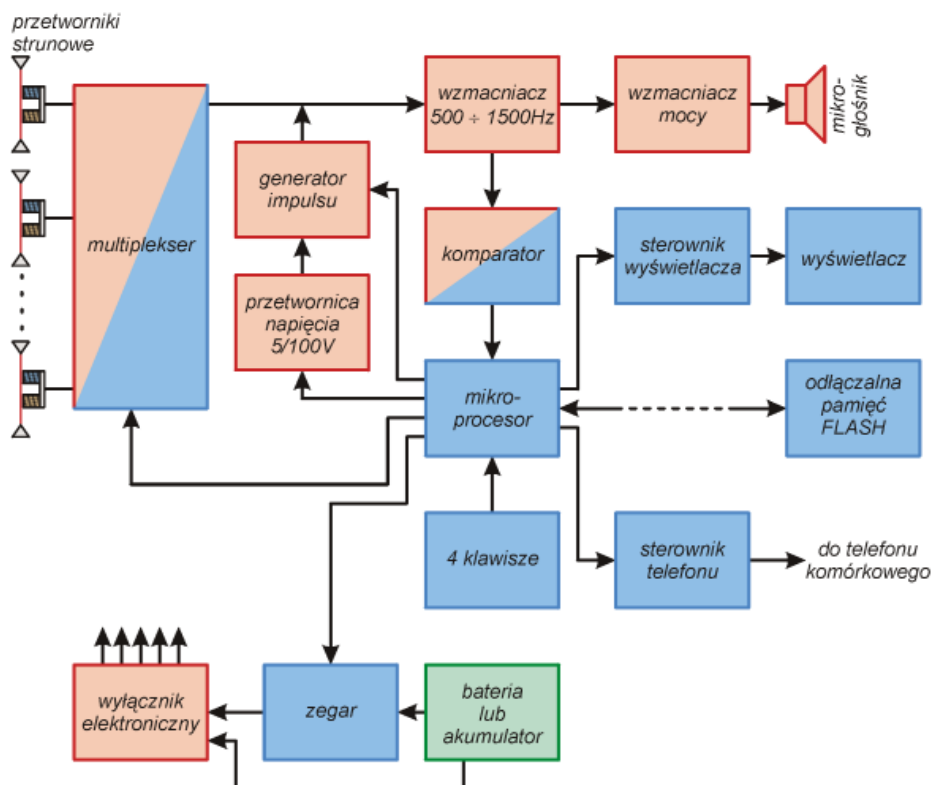 przetworniki
strunowe
multiplekser
wzmacniacz
500 ÷ 1500Hz
wzmacniacz
mocy
mikro-
głośnik
generator
impulsu
komparator
sterownik
wyświetlacza
wyświetlacz
przetwornica
napięcia
5/100V
mikro-
procesor
odłączalna
pamięć
FLASH
4 klawisze
sterownik
telefonu
do telefonu
komórkowego
wyłącznik
elektroniczny
zegar
bateria
lub
akumulator